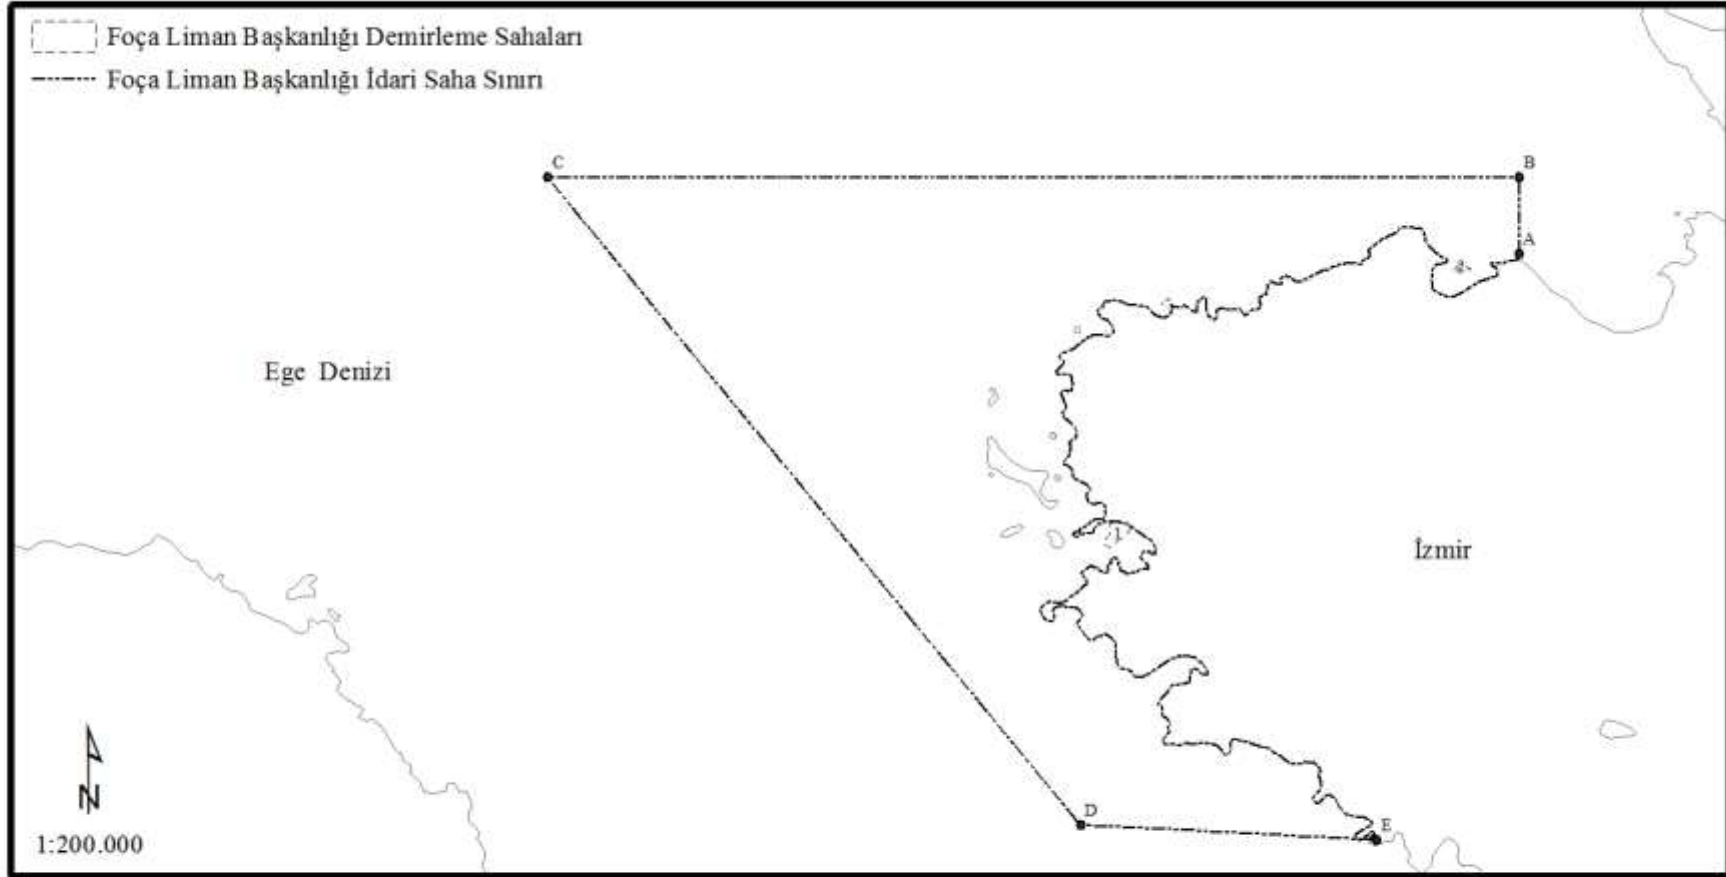 Foça Liman Başkanlığı Demirleme Sahaları
Foça Liman Başkanlığı İdari Saha Sınırı
C
B
A
Ege Denizi
İzmir
D
E
N
1:200.000